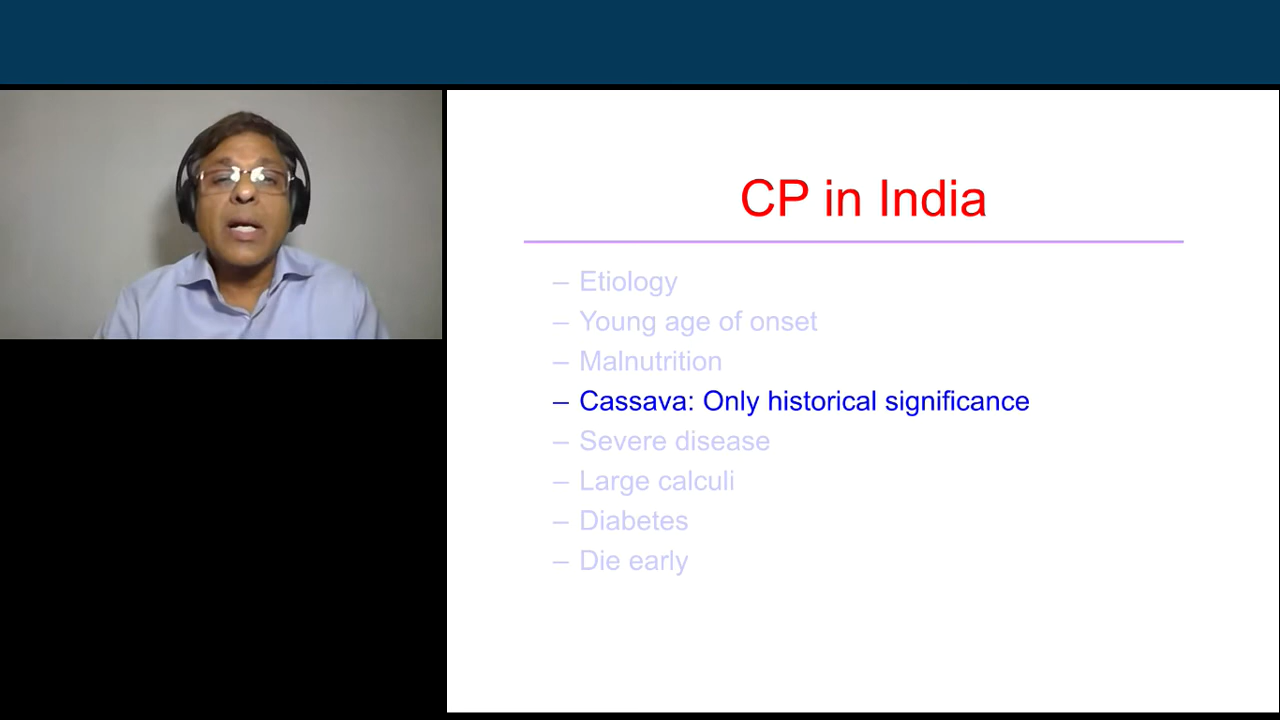 CP in India
– Etiology
– Young age of onset
– Malnutrition
– Cassava: Only historical significance
– Severe disease
– Large calculi
– Diabetes
– Die early